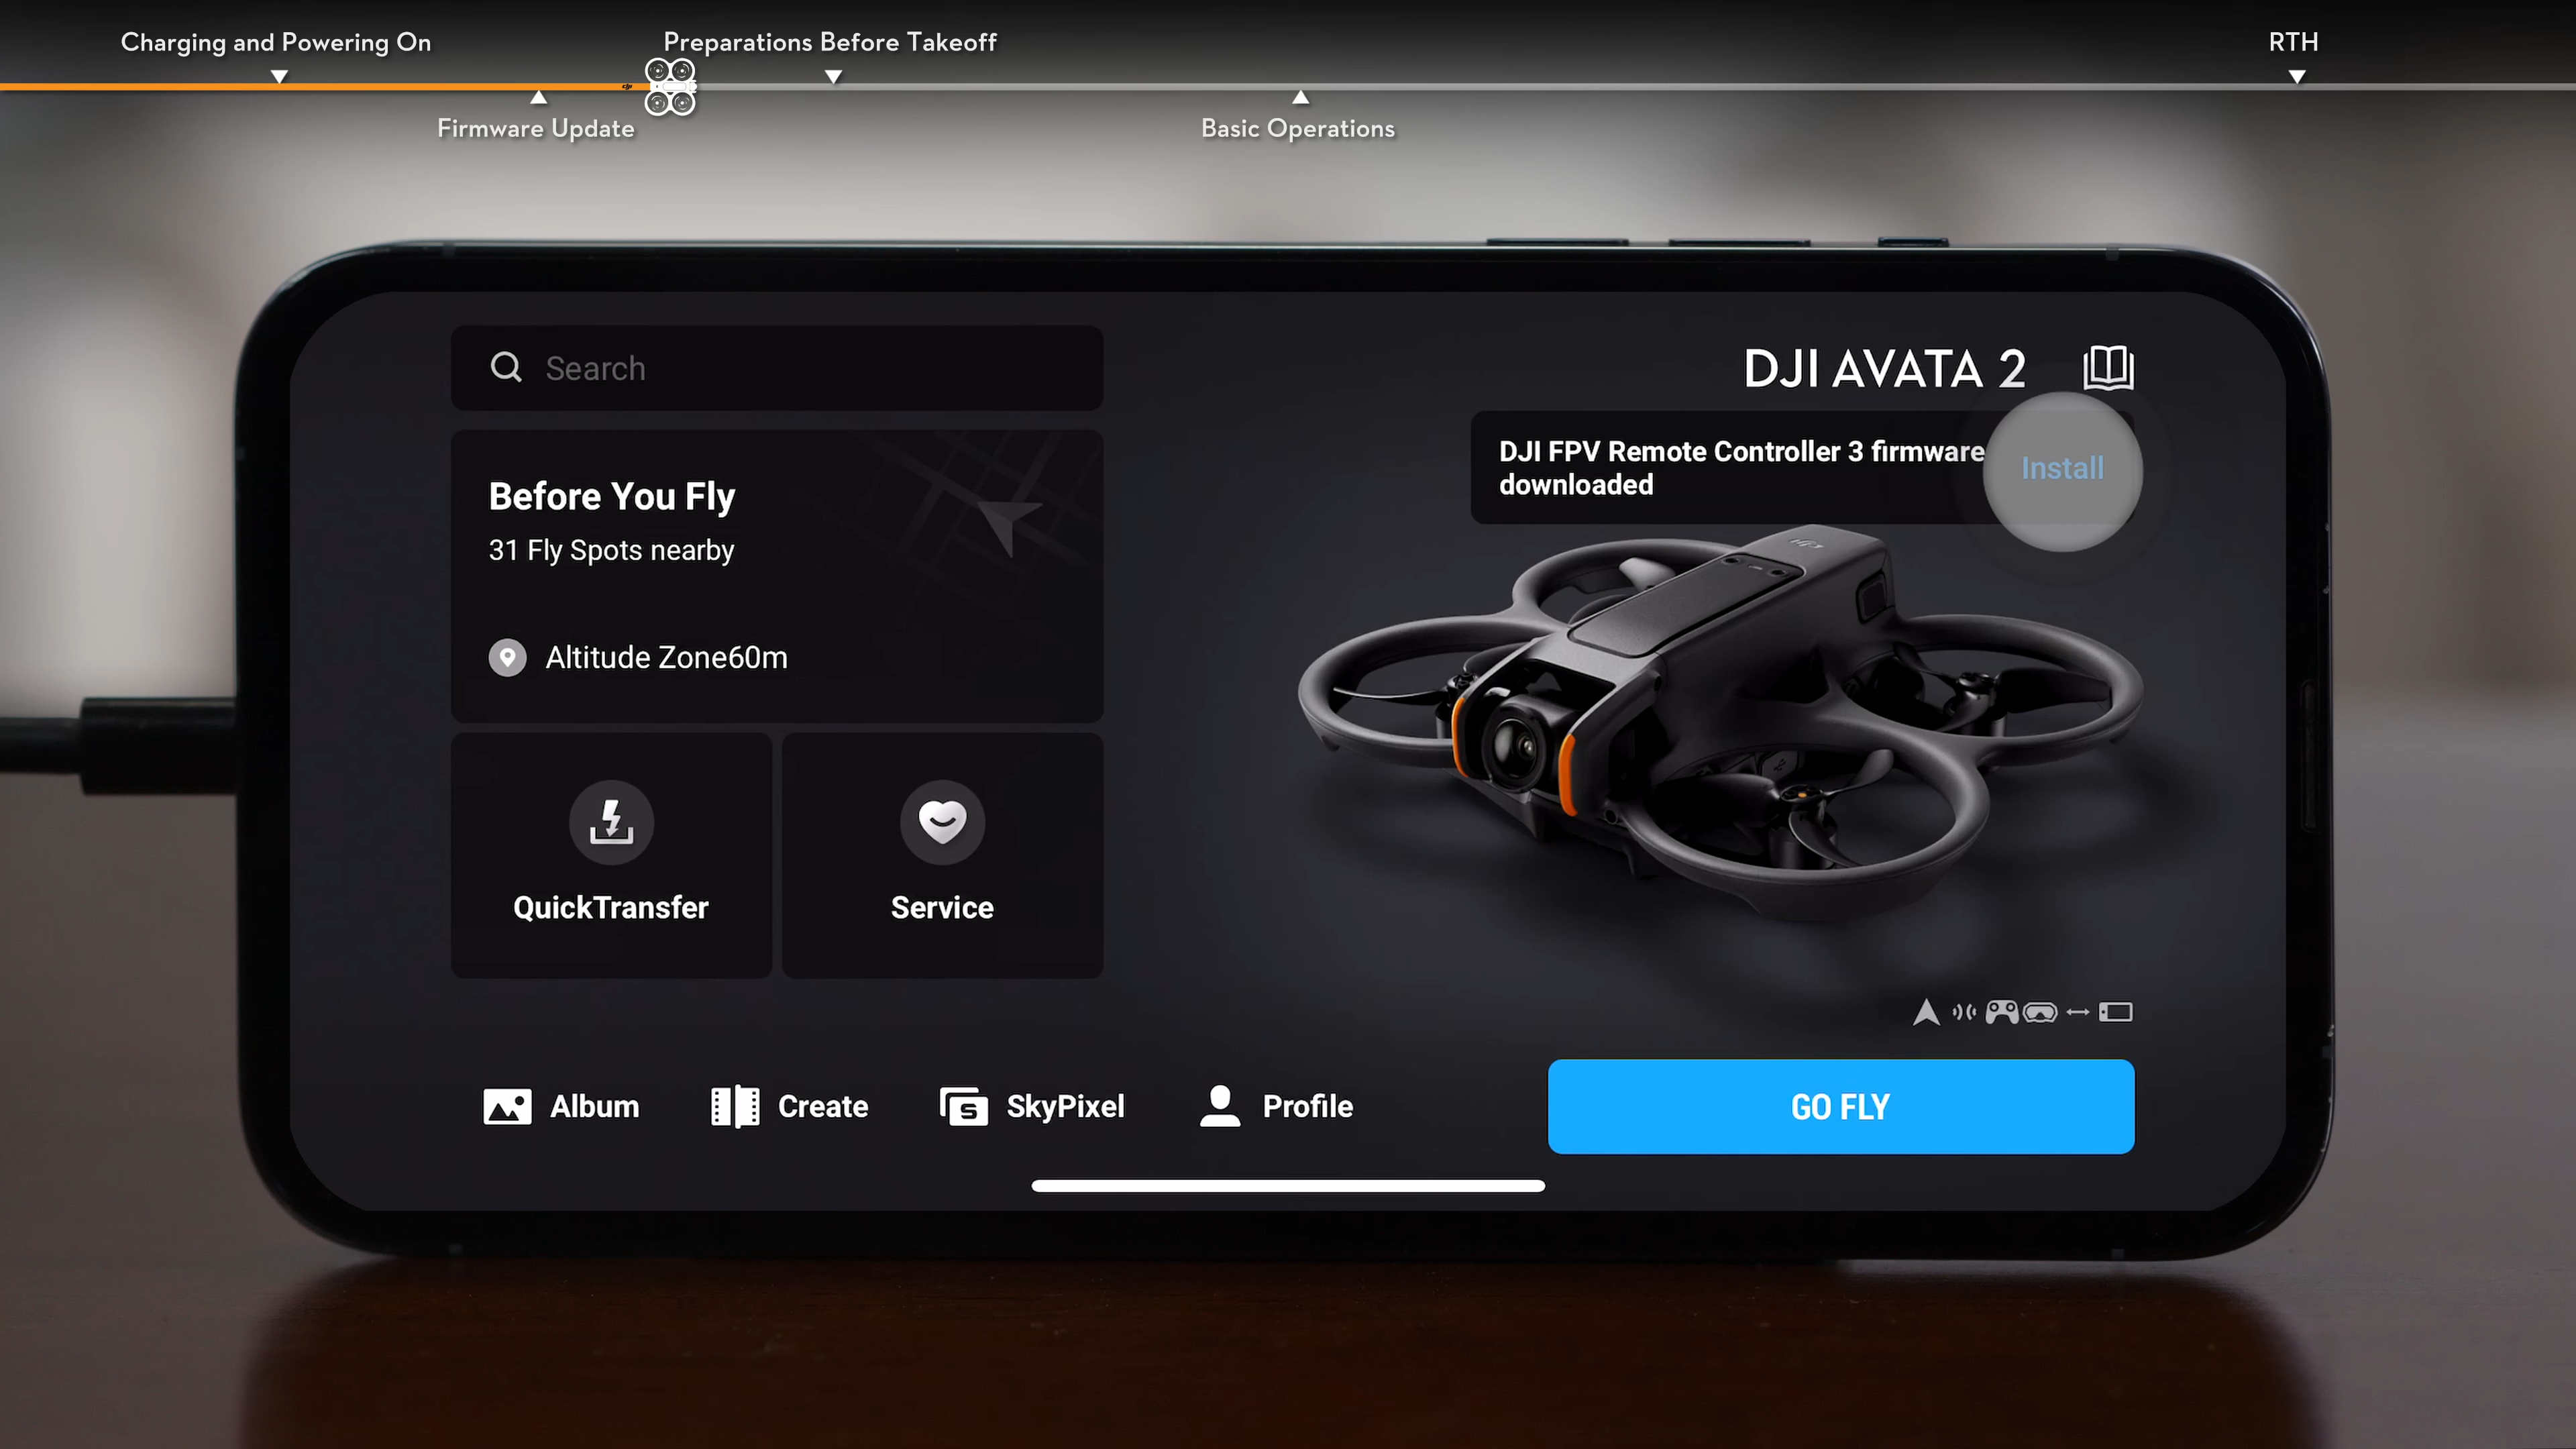 Charging and Powering On
Preparations Before Takeoff
RTH
Firmware Update
Basic Operations
Search
DJI AVATA 2
DJI FPV Remote Controller 3 firmware
downloaded
Install
Before You Fly
31 Fly Spots nearby
Altitude Zone60m
QuickTransfer
Service
Album
Create
SkyPixel
Profile
GO FLY